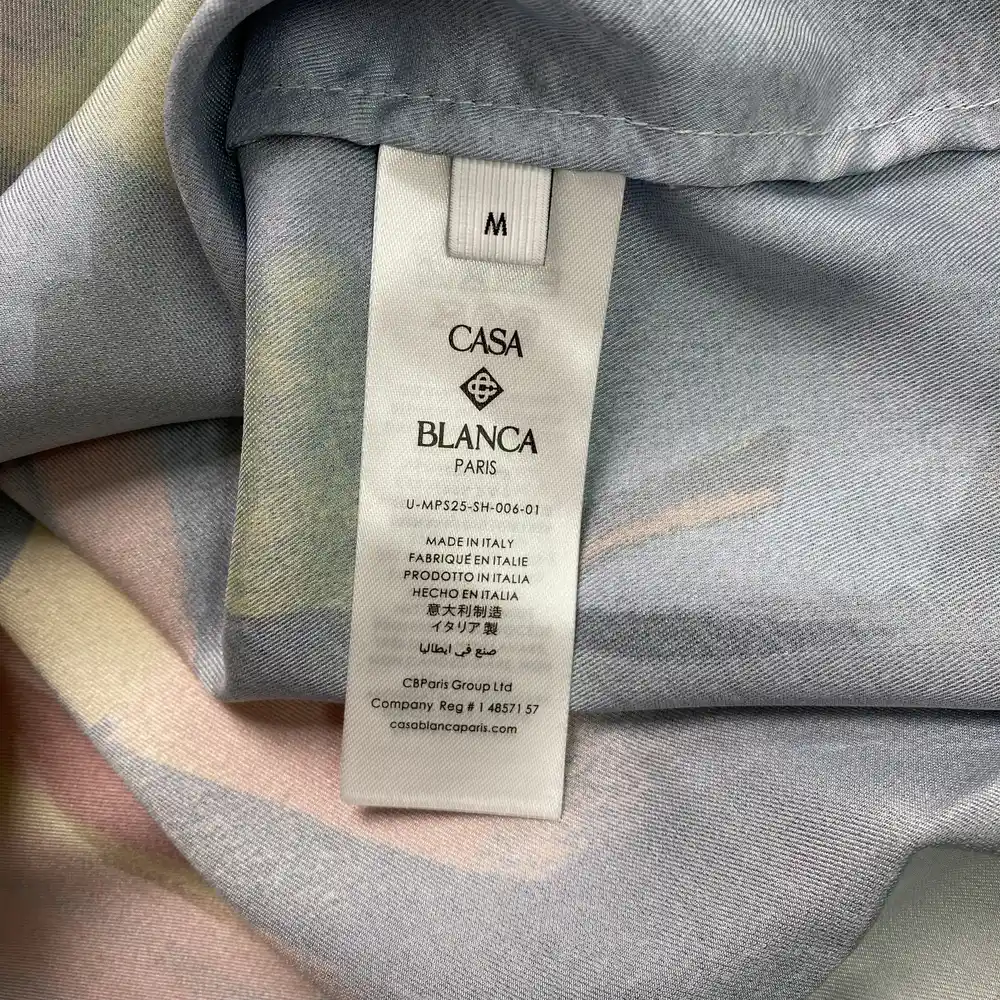 M
CASA
BLANCA
PARIS
U-MPS25-SH-006-01
MADE IN ITALY
FABRIQUÉ EN ITALIE
PRODOTTO IN ITALIA
HECHO EN ITALIA
意大利制造
イタリア製
صنع في ايطاليا
CBParis Group Ltd
Company Reg # 1 48571 57
casablancaparis.com